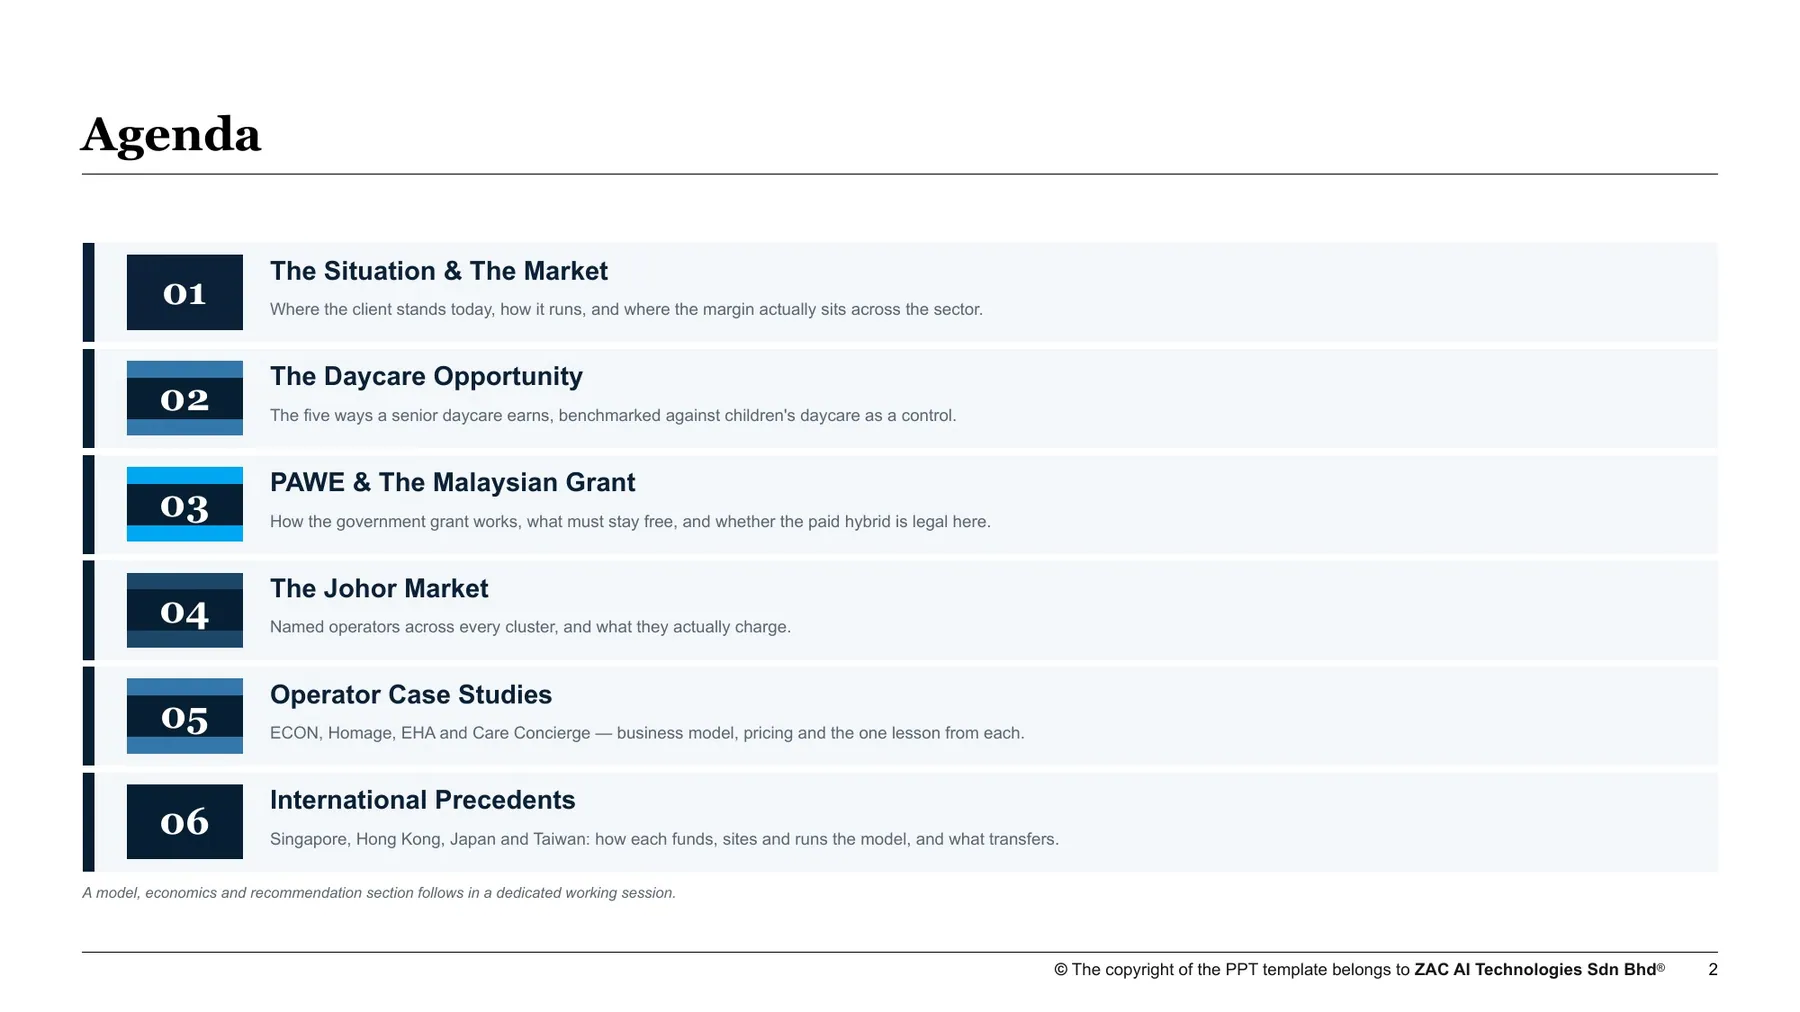 Agenda
01
The Situation & The Market
Where the client stands today, how it runs, and where the margin actually sits across the sector.
02
The Daycare Opportunity
The five ways a senior daycare earns, benchmarked against children's daycare as a control.
03
PAWE & The Malaysian Grant
How the government grant works, what must stay free, and whether the paid hybrid is legal here.
04
The Johor Market
Named operators across every cluster, and what they actually charge.
05
Operator Case Studies
ECON, Homage, EHA and Care Concierge — business model, pricing and the one lesson from each.
06
International Precedents
Singapore, Hong Kong, Japan and Taiwan: how each funds, sites and runs the model, and what transfers.
A model, economics and recommendation section follows in a dedicated working session.
© The copyright of the PPT template belongs to ZAC AI Technologies Sdn Bhd® 2